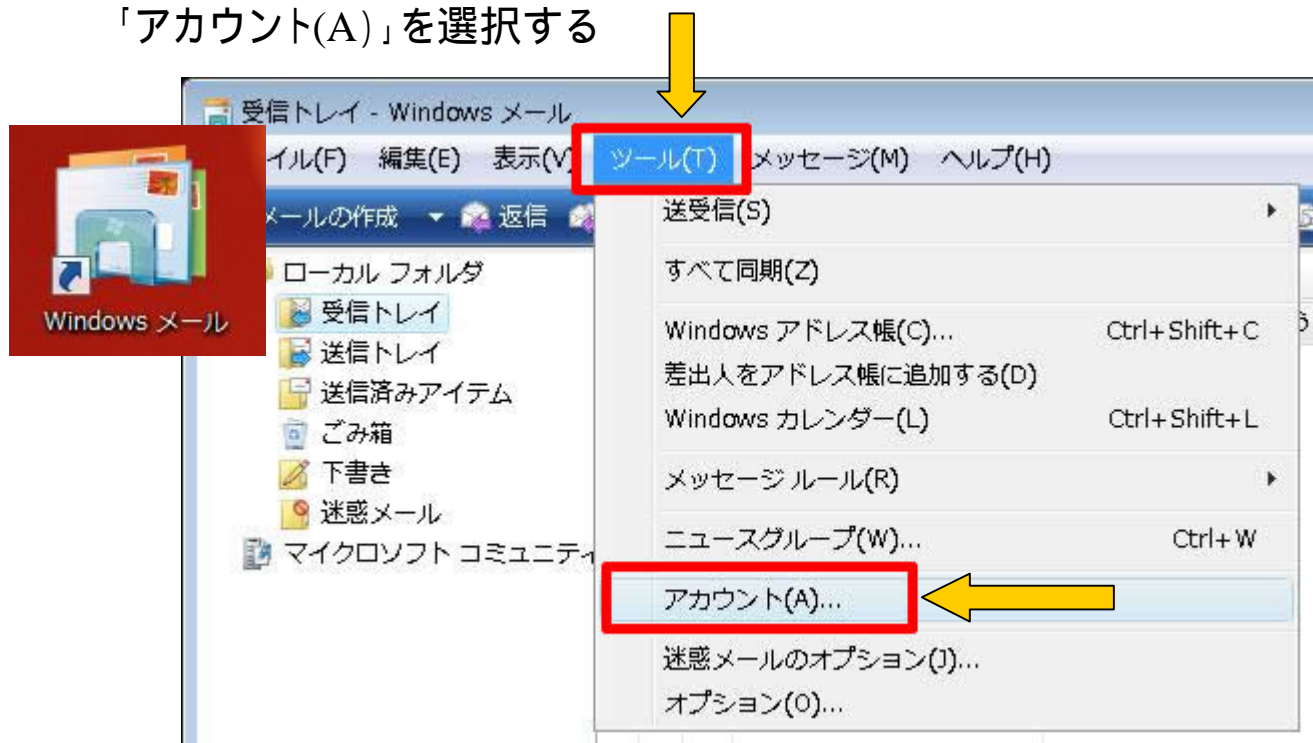 「アカウント(A)」を選択する
受信トレイ - Windows メール
イル(F) 編集(E) 表示(V) ツール(T) メッセージ(M) ヘルプ(H)
メールの作成 返信
Windows メール
ローカル フォルダ
受信トレイ
送信トレイ
送信済みアイテム
ごみ箱
下書き
迷惑メール
マイクロソフト コミュニティ
送受信(S)
すべて同期(Z)
Windows アドレス帳(C)... Ctrl+Shift+C
差出人をアドレス帳に追加する(D)
Windows カレンダー(L) Ctrl+Shift+L
メッセージ ルール(R)
ニュースグループ(W)... Ctrl+W
アカウント(A)...
迷惑メールのオプション(J)...
オプション(O)...